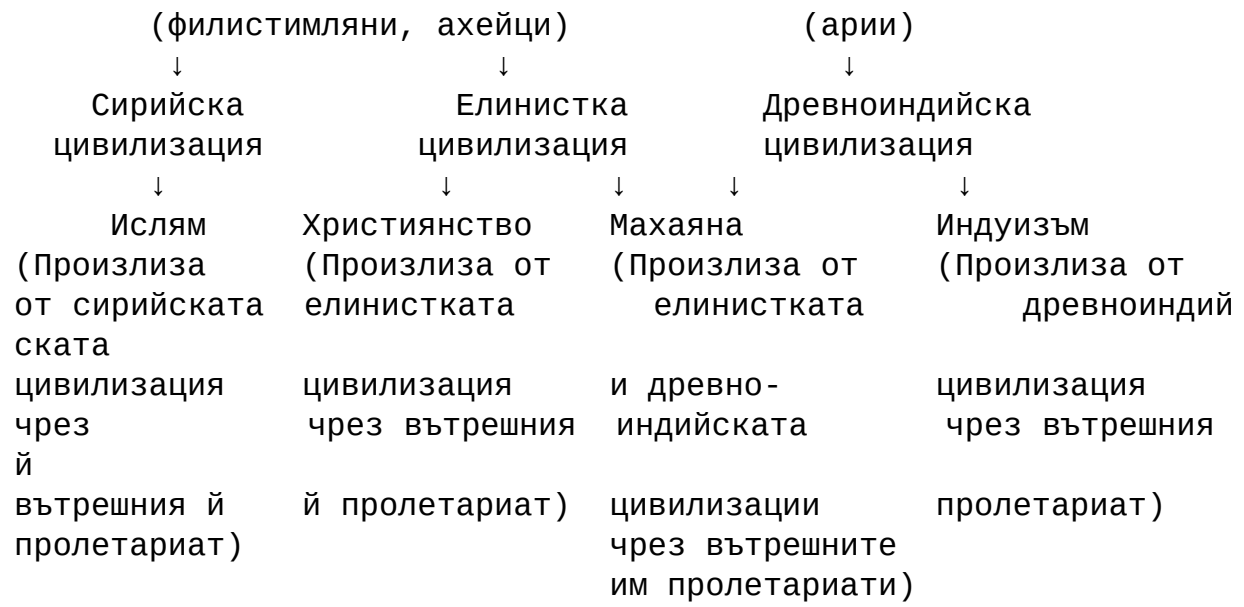 (филистимляни, ахейци) (арии)
↓ ↓ ↓
Сирийска Елинистка Древноиндийска
цивилизация цивилизация цивилизация
↓ ↓ ↓ ↓ ↓
Ислям Християнство Махаяна Индуизъм
(Произлиза (Произлиза от (Произлиза от (Произлиза от
от сирийската елинистката елинистката древноиндий
ската
цивилизация цивилизация и древно- цивилизация
чрез чрез вътрешния индийската чрез вътрешния
й
вътрешния й й пролетариат) цивилизации пролетариат)
пролетариат) чрез вътрешните
им пролетариати)